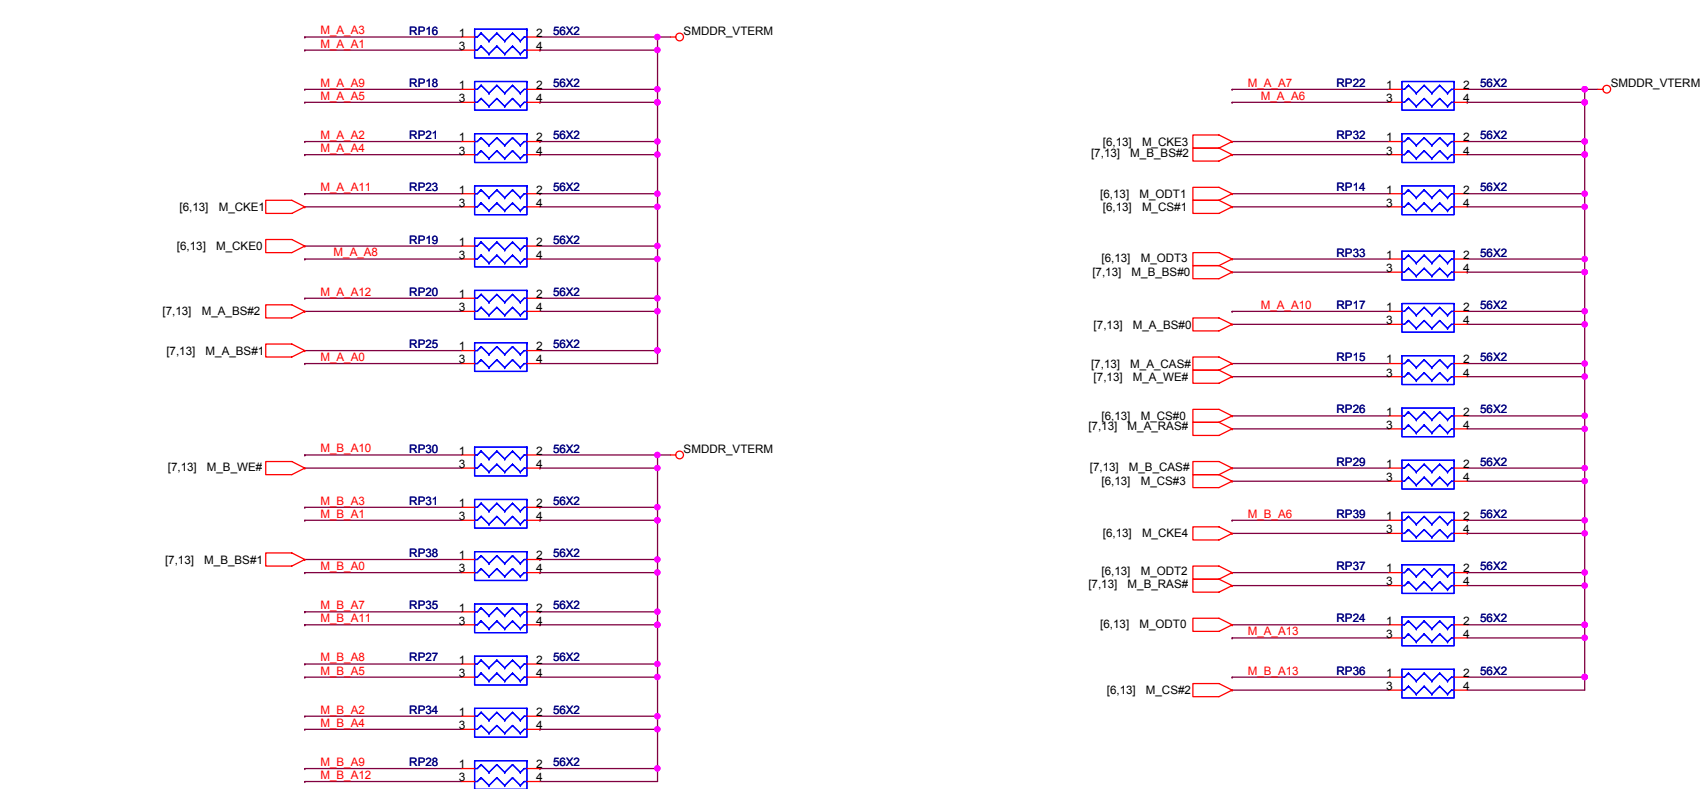 M_A_A3 RP16 1 2 56X2 SMDDR_VTERM
M_A_A1 3 4
M_A_A9 RP18 1 2 56X2
M_A_A5 3 4
M_A_A2 RP21 1 2 56X2
M_A_A4 3 4
M_A_A11 RP23 1 2 56X2
[6,13] M_CKE1 3 4
[6,13] M_CKE0 RP19 1 2 56X2
M_A_A8 3 4
M_A_A12 RP20 1 2 56X2
[7,13] M_A_BS#2 3 4
[7,13] M_A_BS#1 RP25 1 2 56X2
M_A_A0 3 4
M_B_A10 RP30 1 2 56X2 SMDDR_VTERM
[7,13] M_B_WE# 3 4
M_B_A3 RP31 1 2 56X2
M_B_A1 3 4
[7,13] M_B_BS#1 RP38 1 2 56X2
M_B_A0 3 4
M_B_A7 RP35 1 2 56X2
M_B_A11 3 4
M_B_A8 RP27 1 2 56X2
M_B_A5 3 4
M_B_A2 RP34 1 2 56X2
M_B_A4 3 4
M_B_A9 RP28 1 2 56X2
M_B_A12 3 4
M_A_A7 RP22 1 2 56X2 SMDDR_VTERM
M_A_A6 3 4
[6,13] M_CKE3 RP32 1 2 56X2
[7,13] M_B_BS#2 3 4
[6,13] M_ODT1 RP14 1 2 56X2
[6,13] M_CS#1 3 4
[6,13] M_ODT3 RP33 1 2 56X2
[7,13] M_B_BS#0 3 4
M_A_A10 RP17 1 2 56X2
[7,13] M_A_BS#0 3 4
[7,13] M_A_CAS# RP15 1 2 56X2
[7,13] M_A_WE# 3 4
[6,13] M_CS#0 RP26 1 2 56X2
[7,13] M_A_RAS# 3 4
[7,13] M_B_CAS# RP29 1 2 56X2
[6,13] M_CS#3 3 4
M_B_A6 RP39 1 2 56X2
[6,13] M_CKE4 3 4
[6,13] M_ODT2 RP37 1 2 56X2
[7,13] M_B_RAS# 3 4
[6,13] M_ODT0 RP24 1 2 56X2
M_A_A13 3 4
M_B_A13 RP36 1 2 56X2
[6,13] M_CS#2 3 4